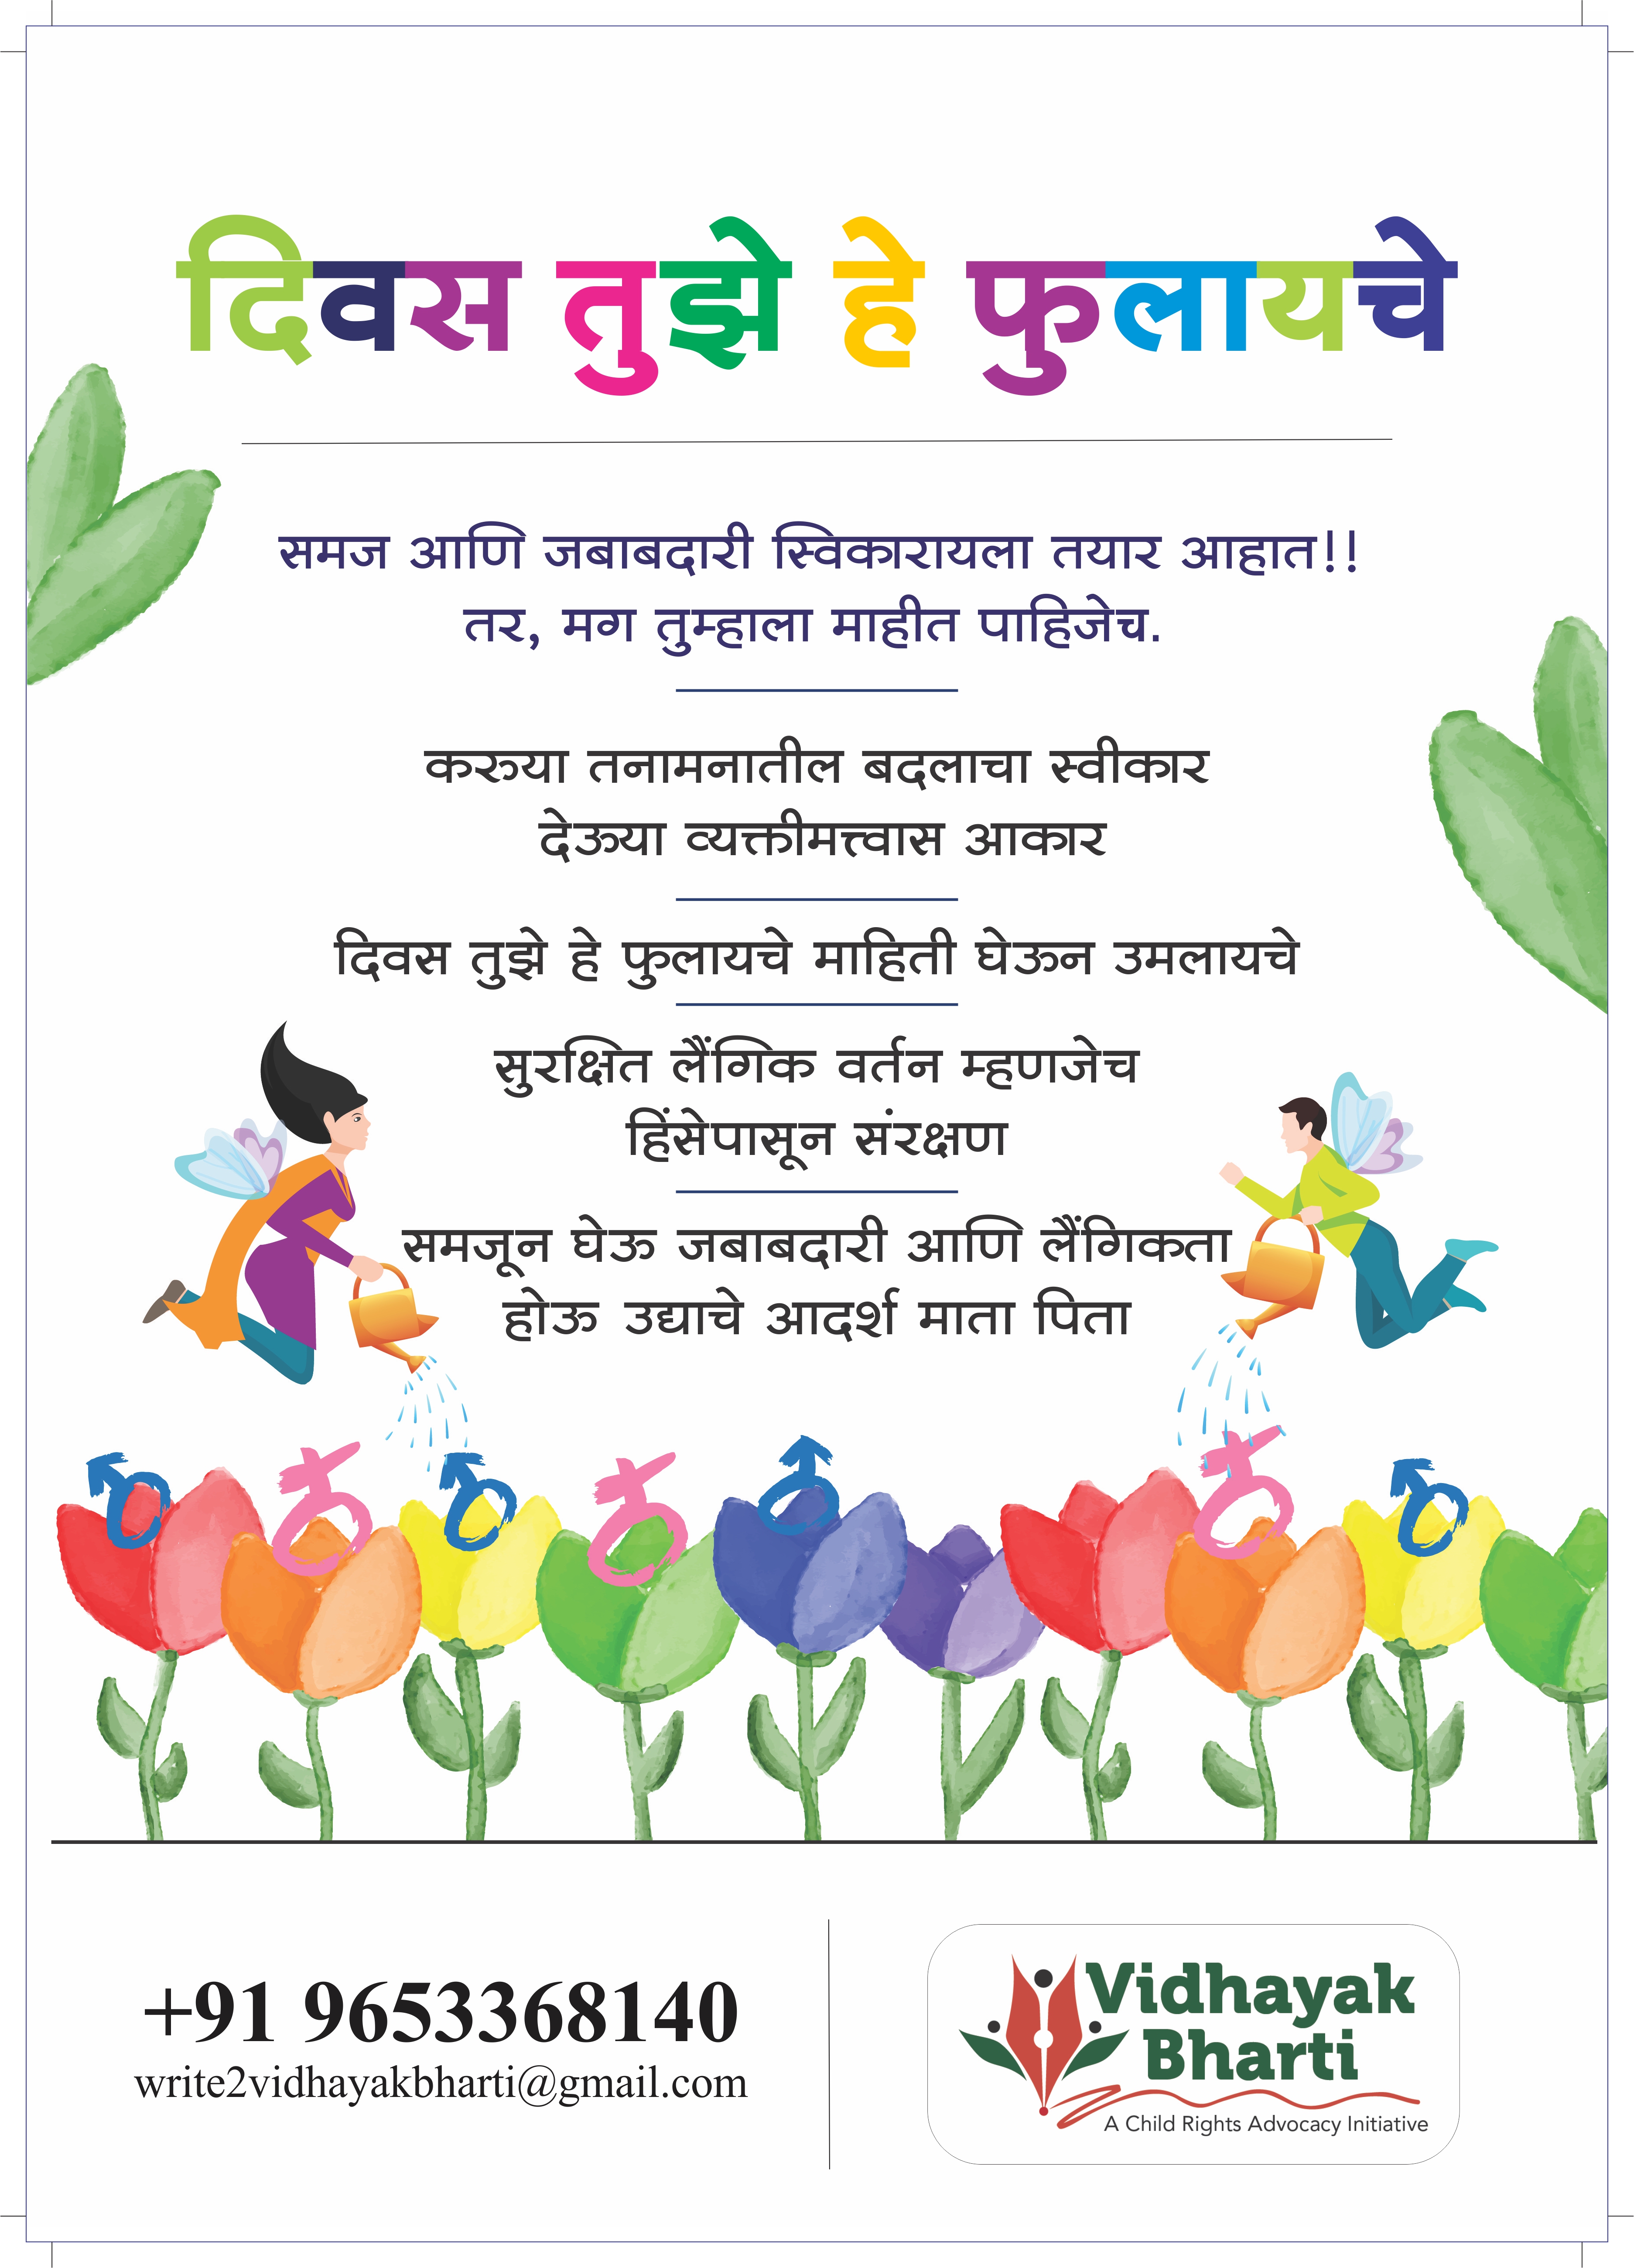 दिवस तुझे हे फुलायचे
समज आणि जबाबदारी स्विकारायला तयार आहात!!
तर, मग तुम्हाला माहीत पाहिजेच.
करुया तनामनातील बदलाचा स्वीकार
देऊया व्यक्तीमत्त्वास आकार
दिवस तुझे हे फुलायचे माहिती घेऊन उमलायचे
सुरक्षित लैंगिक वर्तन म्हणजेच
हिंसेपासून संरक्षण
समजून घेऊ जबाबदारी आणि लैंगिकता
होऊ उद्याचे आदर्श माता पिता
+91 9653368140
write2vidhayakbharti@gmail.com
Vidhayak
Bharti
A Child Rights Advocacy Initiative